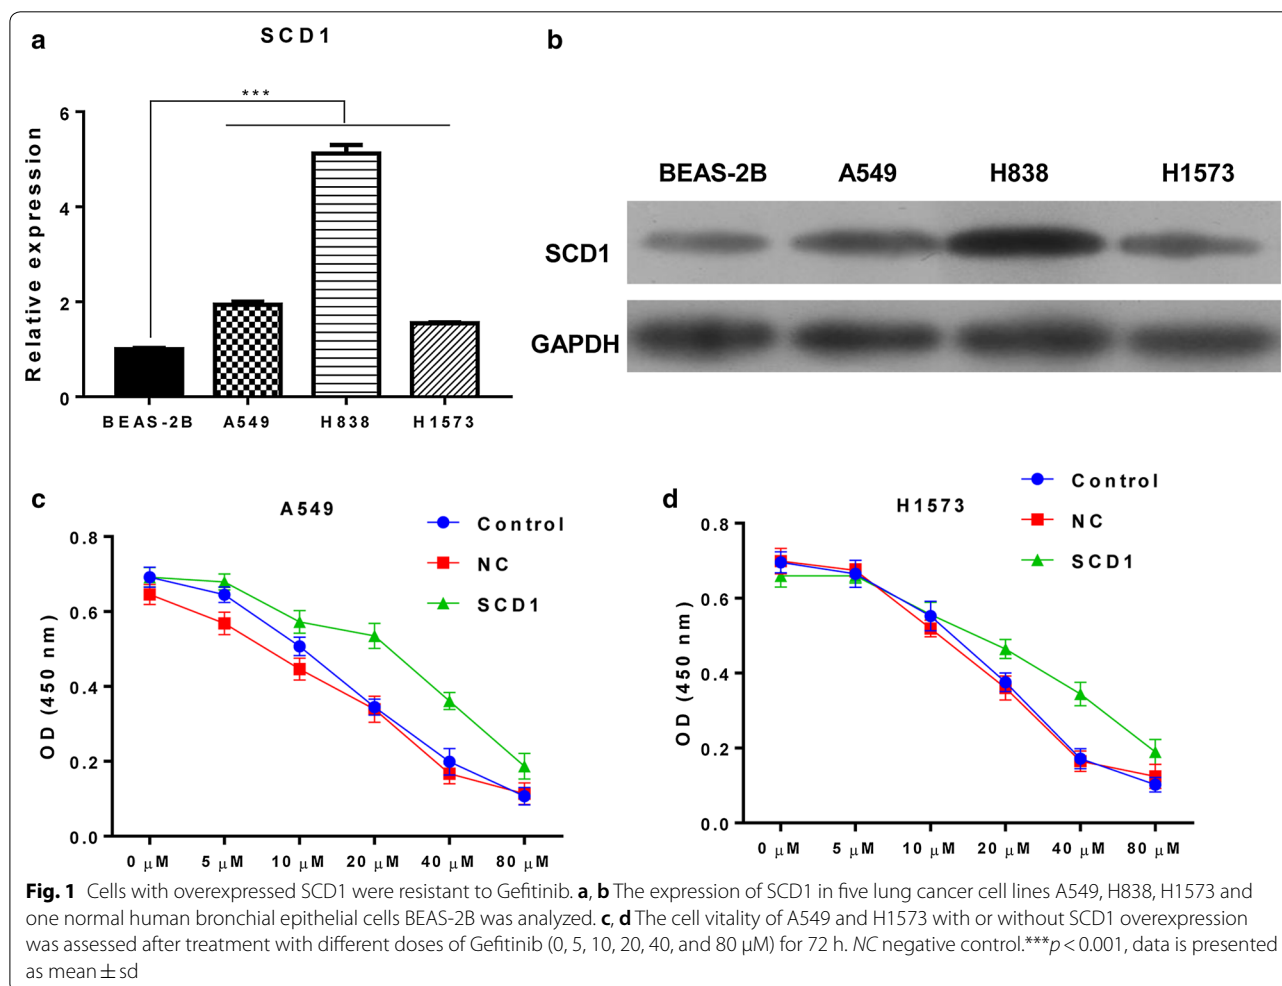 a
SCD1
***
Relative expression
6
4
2
0
BEAS-2B A549 H838 H1573
b
BEAS-2B A549 H838 H1573
SCD1
GAPDH
c
A549
Control
NC
SCD1
OD (450 nm)
0.8
0.6
0.4
0.2
0.0
0 µM 5 µM 10 µM 20 µM 40 µM 80 µM
d
H1573
Control
NC
SCD1
OD (450 nm)
0.8
0.6
0.4
0.2
0.0
0 µM 5 µM 10 µM 20 µM 40 µM 80 µM
Fig. 1 Cells with overexpressed SCD1 were resistant to Gefitinib. a, b The expression of SCD1 in five lung cancer cell lines A549, H838, H1573 and
one normal human bronchial epithelial cells BEAS-2B was analyzed. c, d The cell vitality of A549 and H1573 with or without SCD1 overexpression
was assessed after treatment with different doses of Gefitinib (0, 5, 10, 20, 40, and 80 µM) for 72 h. NC negative control.***p < 0.001, data is presented
as mean ± sd